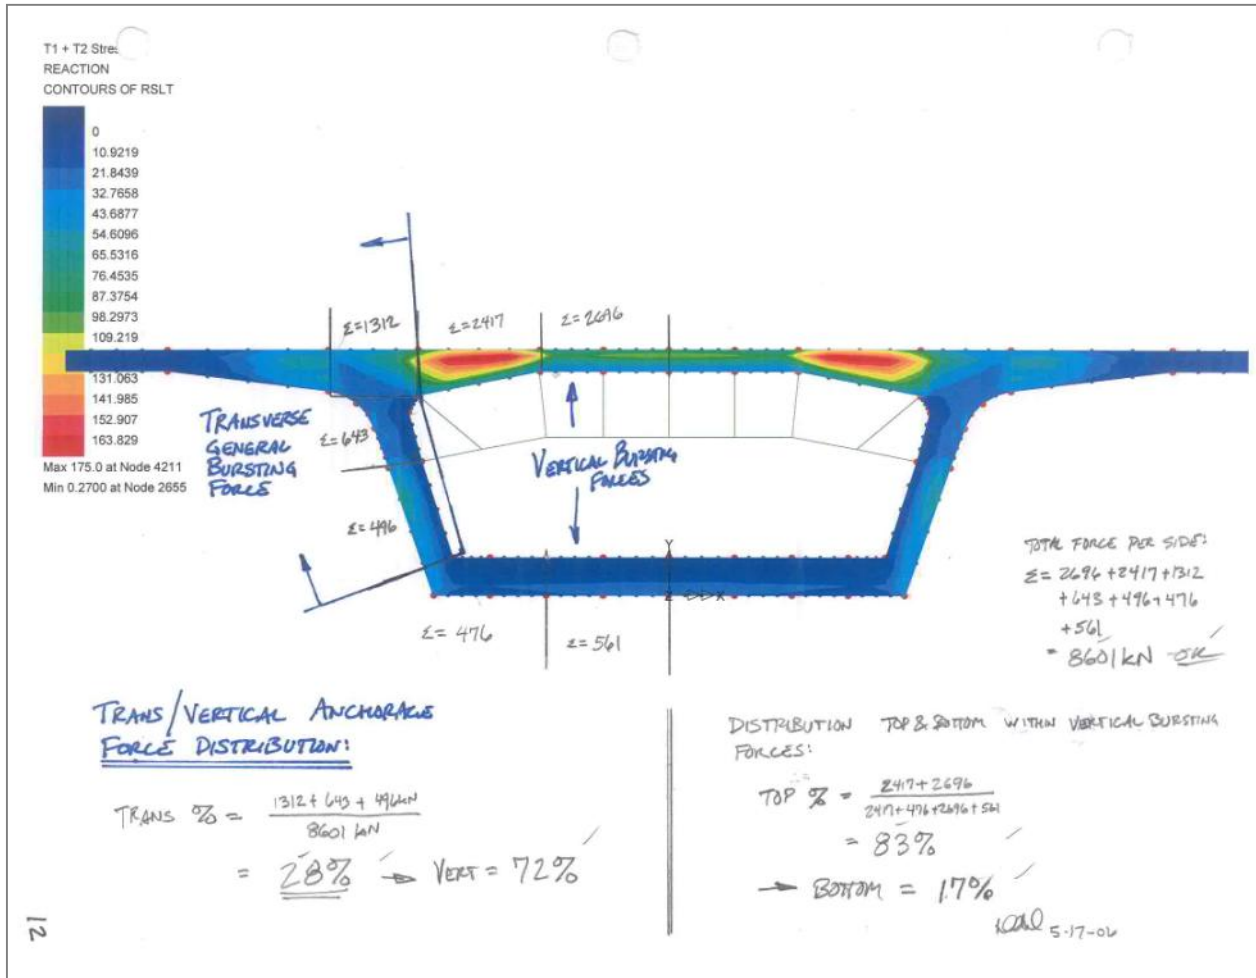 T1 + T2 Stre
REACTION
CONTOURS OF RSLT
0
10.9219
21.8439
32.7658
43.6877
54.6096
65.5316
76.4535
87.3754
98.2973
109.219
131.063
141.985
152.907
163.829
Max 175.0 at Node 4211
Min 0.2700 at Node 2655
Σ=1312
Σ=2417
Σ=2696
TRANSVERSE
GENERAL
BURSTING
FORCE
Σ=643
Σ=496
VERTICAL BURSTING
FORCES
Y
Z
X
Σ= 476
Σ=561
TOTAL FORCE PER SIDE:
Σ= 2696 +2417+1312
+643+496+476
+561
= 8601 kN OK
TRANS/VERTICAL ANCHORAGE
FORCE DISTRIBUTION:
TRANS % = 1312 + 643 + 496kN
8601 kN
= 28% → VERT = 72%
DISTRIBUTION TOP & BOTTOM WITHIN VERTICAL BURSTING
FORCES:
TOP % = 2417+2696
2417+476+2696+561
= 83%
→ BOTTOM = 17%
5-17-06
12